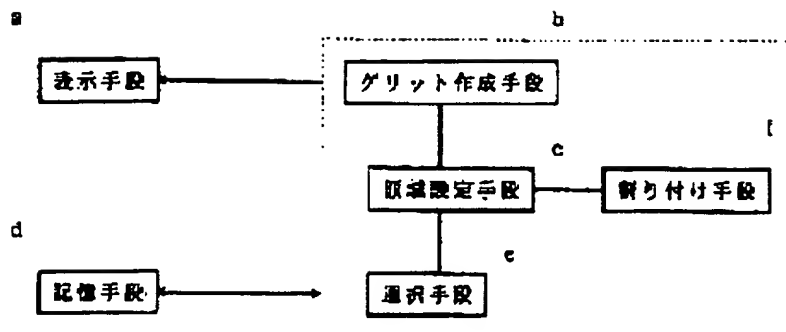 a
b
表示手段
グリット作成手段
f
c
領域設定手段
割り付け手段
d
e
記憶手段
選択手段